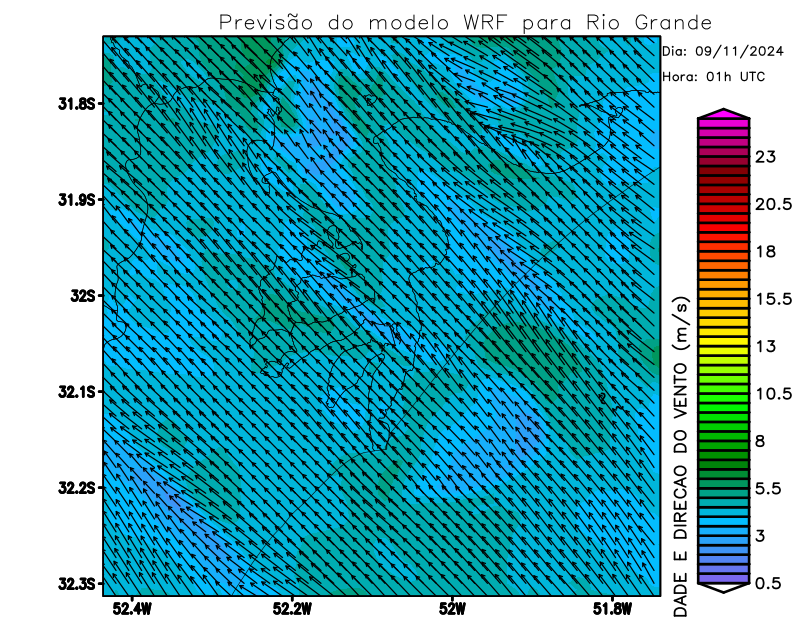 Previsão do modelo WRF para Rio Grande
Dia: 09/11/2024
Hora: 01h UTC
31.8S
31.9S
32S
32.1S
32.2S
32.3S
52.4W
52.2W
52W
51.8W
DADE E DIRECAO DO VENTO (m/s)
23
20.5
18
15.5
13
10.5
8
5.5
3
0.5